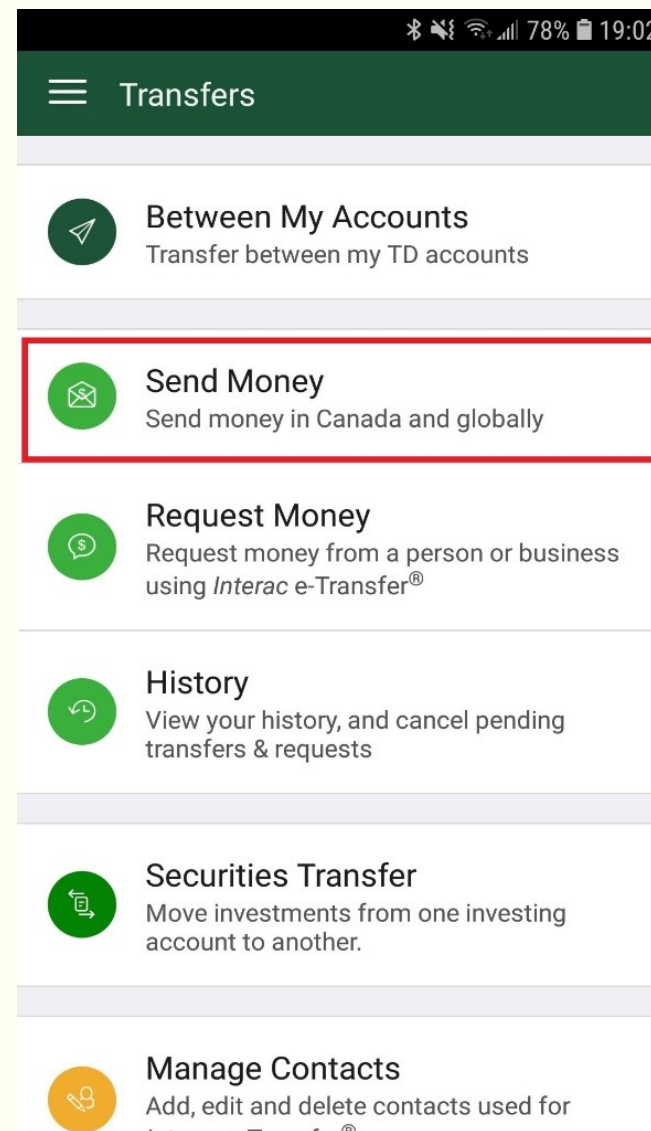 78% 19:02
Transfers
Between My Accounts
Transfer between my TD accounts
$
Send Money
Send money in Canada and globally
$
Request Money
Request money from a person or business
using Interac e-Transfer®
History
View your history, and cancel pending
transfers & requests
Securities Transfer
Move investments from one investing
account to another.
Manage Contacts
Add, edit and delete contacts used for